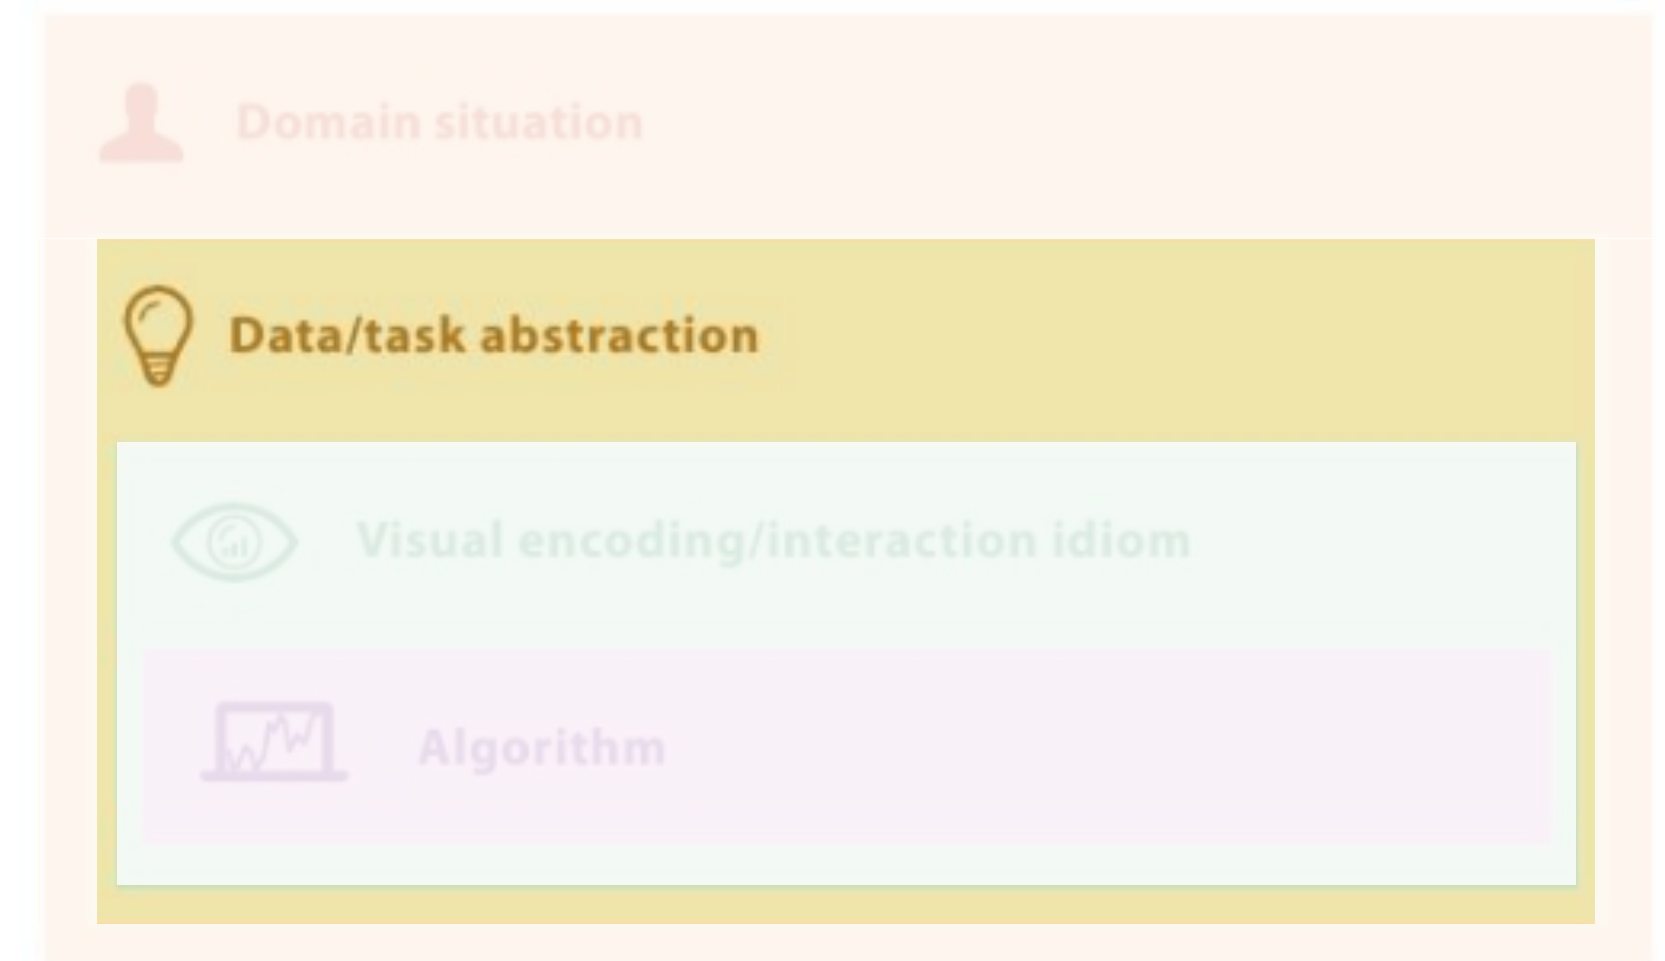 Domain situation
Data/task abstraction
Visual encoding/interaction idiom
Algorithm